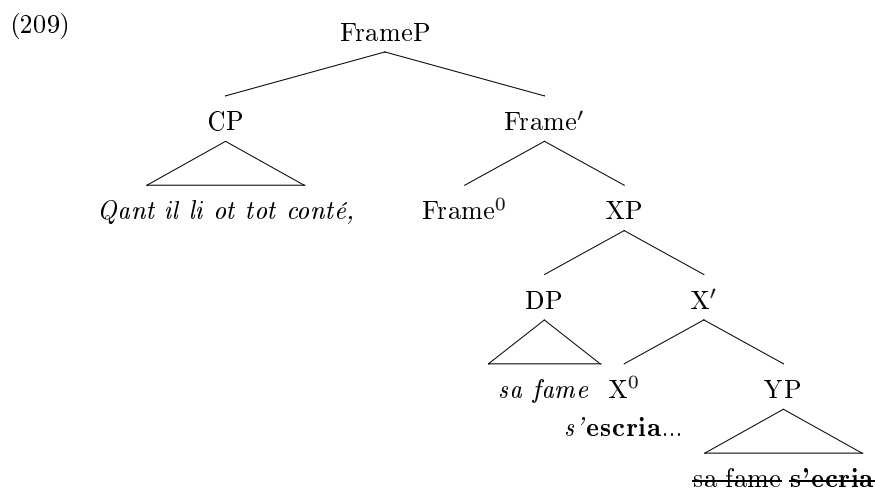 (209)
FrameP
CP Frame′
Qant il li ot tot conté, Frame⁰ XP
DP X′
sa fame X⁰ YP
s’escria...
sa fame s’ecria